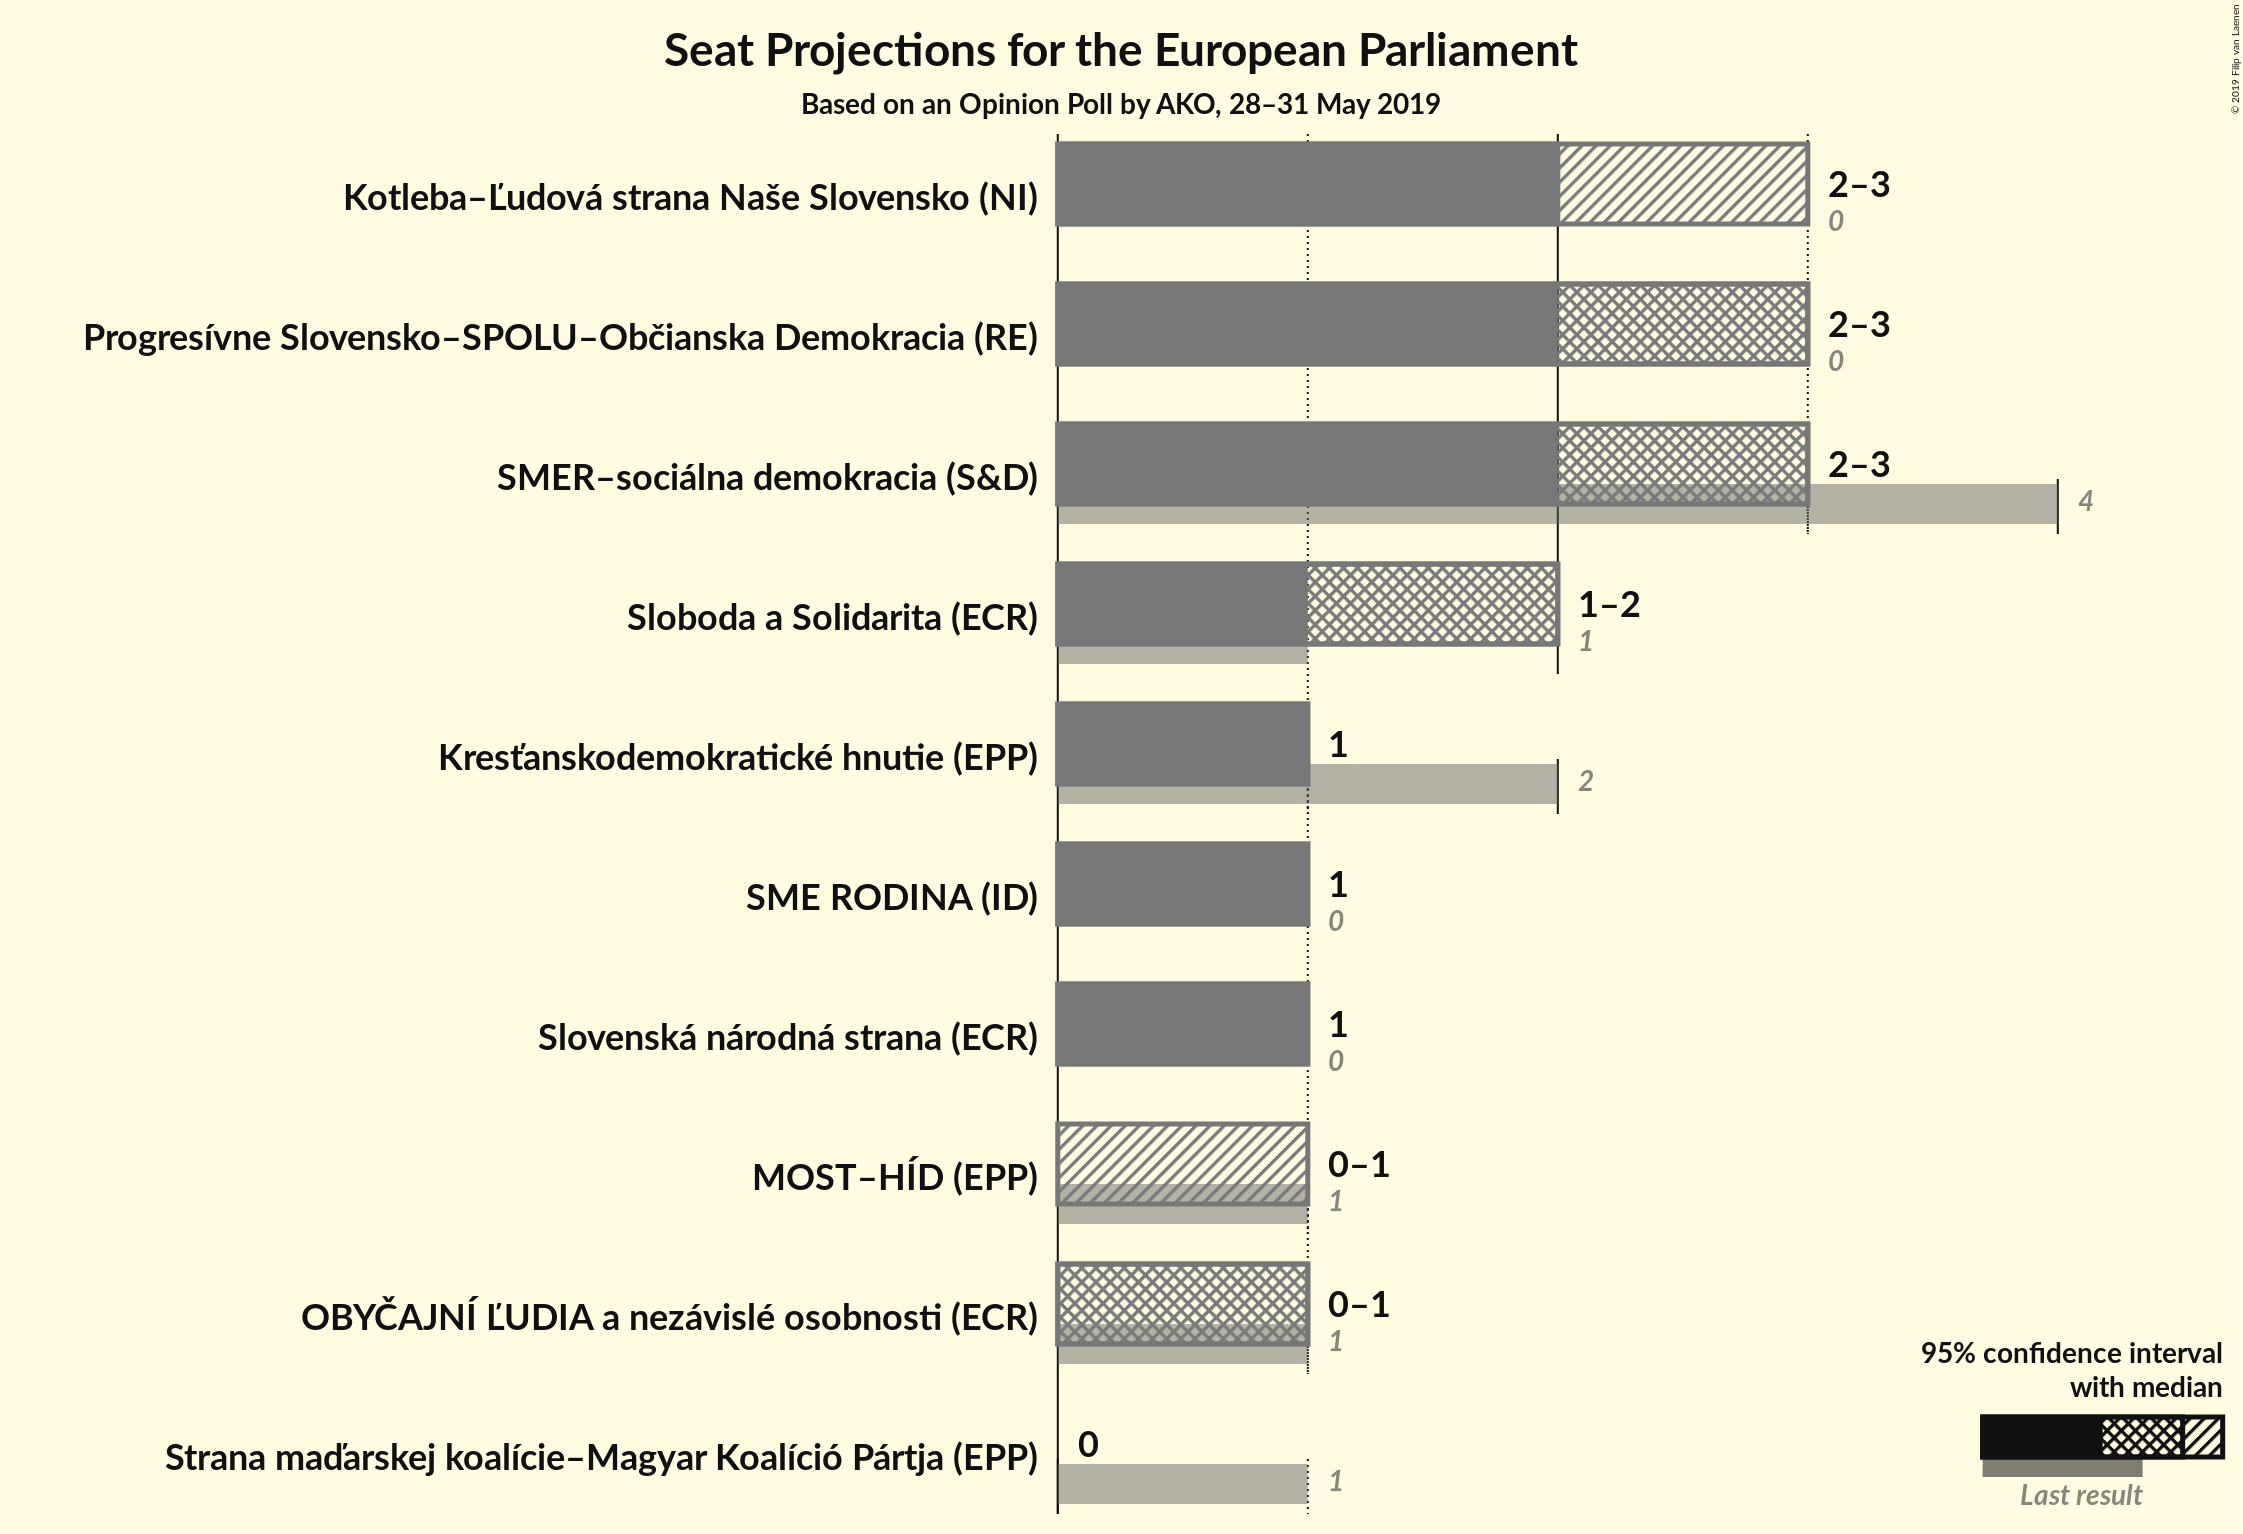 Seat Projections for the European Parliament
Based on an Opinion Poll by AKO, 28–31 May 2019
© 2019 Filip van Laenen
Kotleba–Ľudová strana Naše Slovensko (NI)
2–3
0
Progresívne Slovensko–SPOLU–Občianska Demokracia (RE)
2–3
0
SMER–sociálna demokracia (S&D)
2–3
4
Sloboda a Solidarita (ECR)
1–2
1
Kresťanskodemokratické hnutie (EPP)
1
2
SME RODINA (ID)
1
0
Slovenská národná strana (ECR)
1
0
MOST–HÍD (EPP)
0–1
1
OBYČAJNÍ ĽUDIA a nezávislé osobnosti (ECR)
0–1
1
Strana maďarskej koalície–Magyar Koalíció Pártja (EPP)
0
1
95% confidence interval
with median
Last result